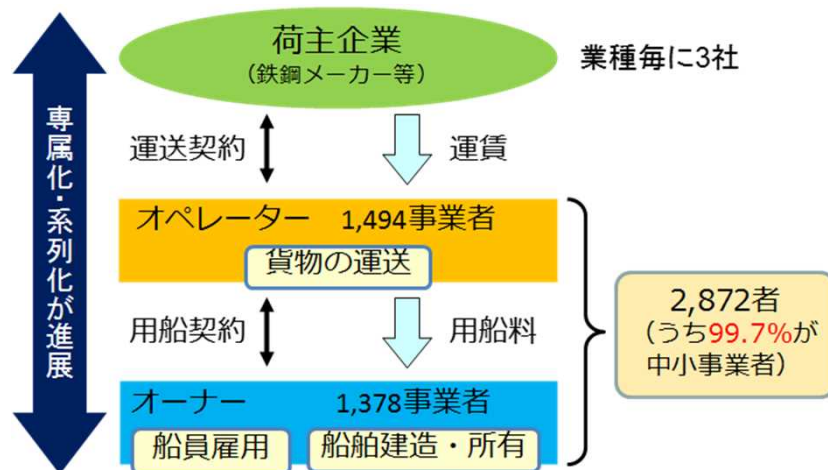 荷主企業
（鉄鋼メーカー等）
業種毎に3社
専属化・系列化が進展
運送契約
運賃
オペレーター 1,494事業者
貨物の運送
2,872者
（うち99.7%が
中小事業者）
用船契約
用船料
オーナー 1,378事業者
船員雇用
船舶建造・所有